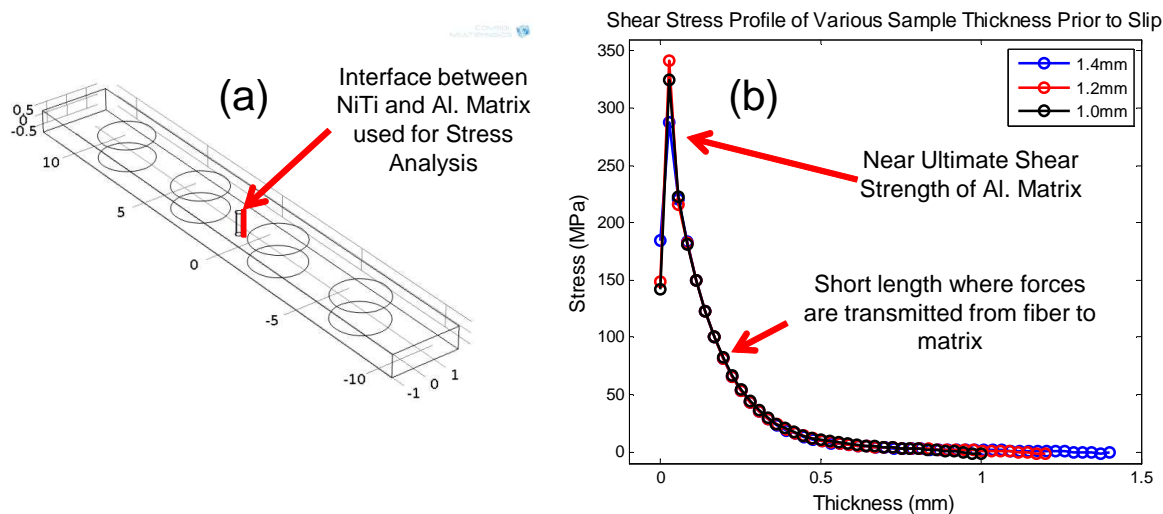 COMSOL
MULTIPHYSICS
(a)
Interface between
NiTi and Al. Matrix
used for Stress
Analysis
0.5
0
-0.5
10
5
0
-5
-10
-1
0
1
Shear Stress Profile of Various Sample Thickness Prior to Slip
(b)
1.4mm
1.2mm
1.0mm
Near Ultimate Shear
Strength of Al. Matrix
Short length where forces
are transmitted from fiber to
matrix
Stress (MPa)
350
300
250
200
150
100
50
0
0
0.5
1
1.5
Thickness (mm)